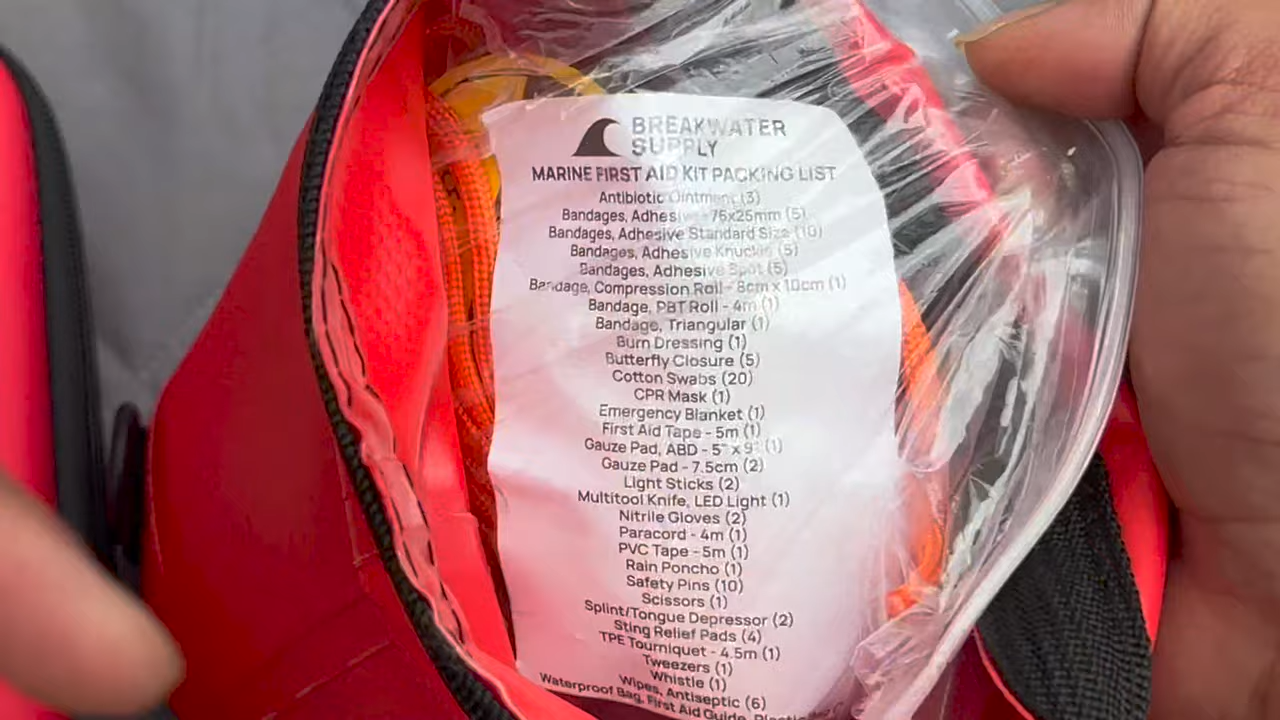 BREAKWATER
SUPPLY
MARINE FIRST AID KIT PACKING LIST
Antibiotic Ointment (3)
Bandages, Adhesive 75x25mm (5)
Bandages, Adhesive Standard Size (10)
Bandages, Adhesive Knuckle (5)
Bandages, Adhesive Spot (5)
Bandage, Compression Roll - 8cm x 10cm (1)
Bandage, PBT Roll - 4m (1)
Bandage, Triangular (1)
Burn Dressing (1)
Butterfly Closure (5)
Cotton Swabs (20)
CPR Mask (1)
Emergency Blanket (1)
First Aid Tape - 5m (1)
Gauze Pad, ABD - 5" x 9" (1)
Gauze Pad - 7.5cm (2)
Light Sticks (2)
Multitool Knife, LED Light (1)
Nitrile Gloves (2)
Paracord - 4m (1)
PVC Tape - 5m (1)
Rain Poncho (1)
Safety Pins (10)
Scissors (1)
Splint/Tongue Depressor (2)
Sting Relief Pads (4)
TPE Tourniquet - 4.5m (1)
Tweezers (1)
Whistle (1)
Wipes, Antiseptic (6)
Waterproof Bag, First Aid Guide, Plastic